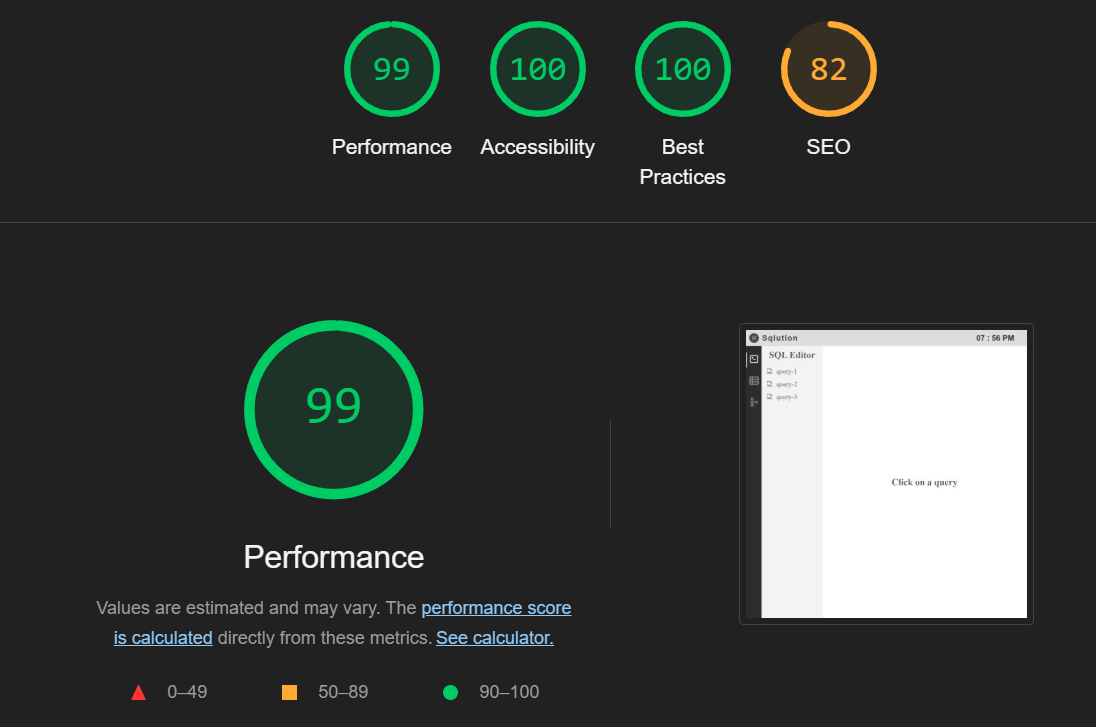 99
100
100
82
Performance
Accessibility
Best
Practices
SEO
99
Performance
Values are estimated and may vary. The performance score
is calculated directly from these metrics. See calculator.
0–49
50–89
90–100
Sqlution
07 : 56 PM
SQL Editor
query-1
query-2
query-3
Click on a query